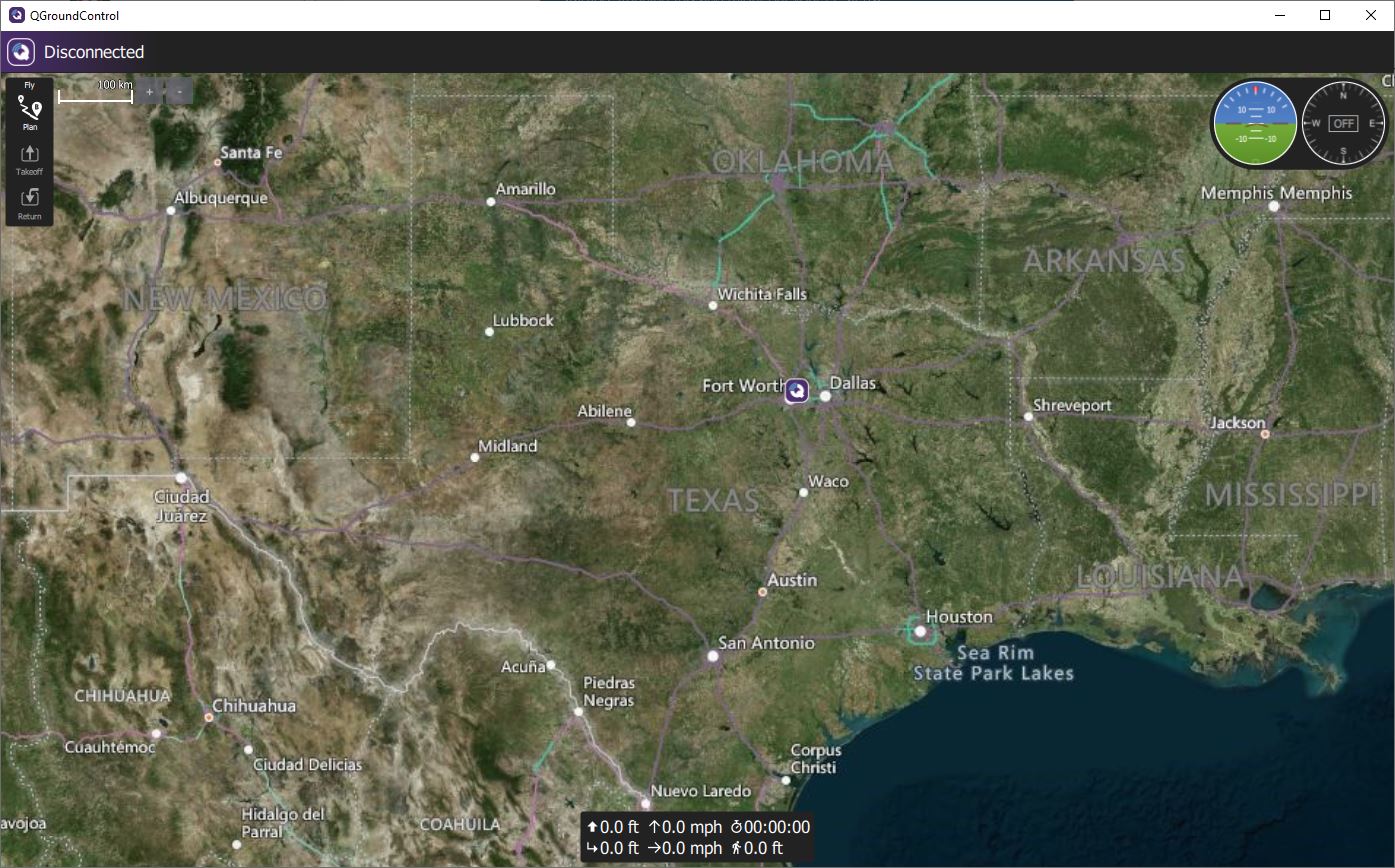 QGroundControl
Disconnected
Fly
Plan
Takeoff
Return
100 km
+
-
10 10
-10 -10
N
W OFF E
S
Santa Fe
Albuquerque
Amarillo
OKLAHOMA
Memphis Memphis
ARKANSAS
NEW MEXICO
Wichita Falls
Lubbock
Fort Worth
Dallas
Abilene
Shreveport
Jackson
Midland
Waco
Ciudad
Juárez
TEXAS
MISSISSIPPI
Austin
LOUISIANA
Houston
San Antonio
Sea Rim
State Park Lakes
Acuña
Piedras
Negras
CHIHUAHUA
Chihuahua
Cuauhtémoc
Ciudad Delicias
Corpus
Christi
Nuevo Laredo
Hidalgo del
Parral
avojoa
COAHUILA
0.0 ft 0.0 mph 00:00:00
0.0 ft 0.0 mph 0.0 ft